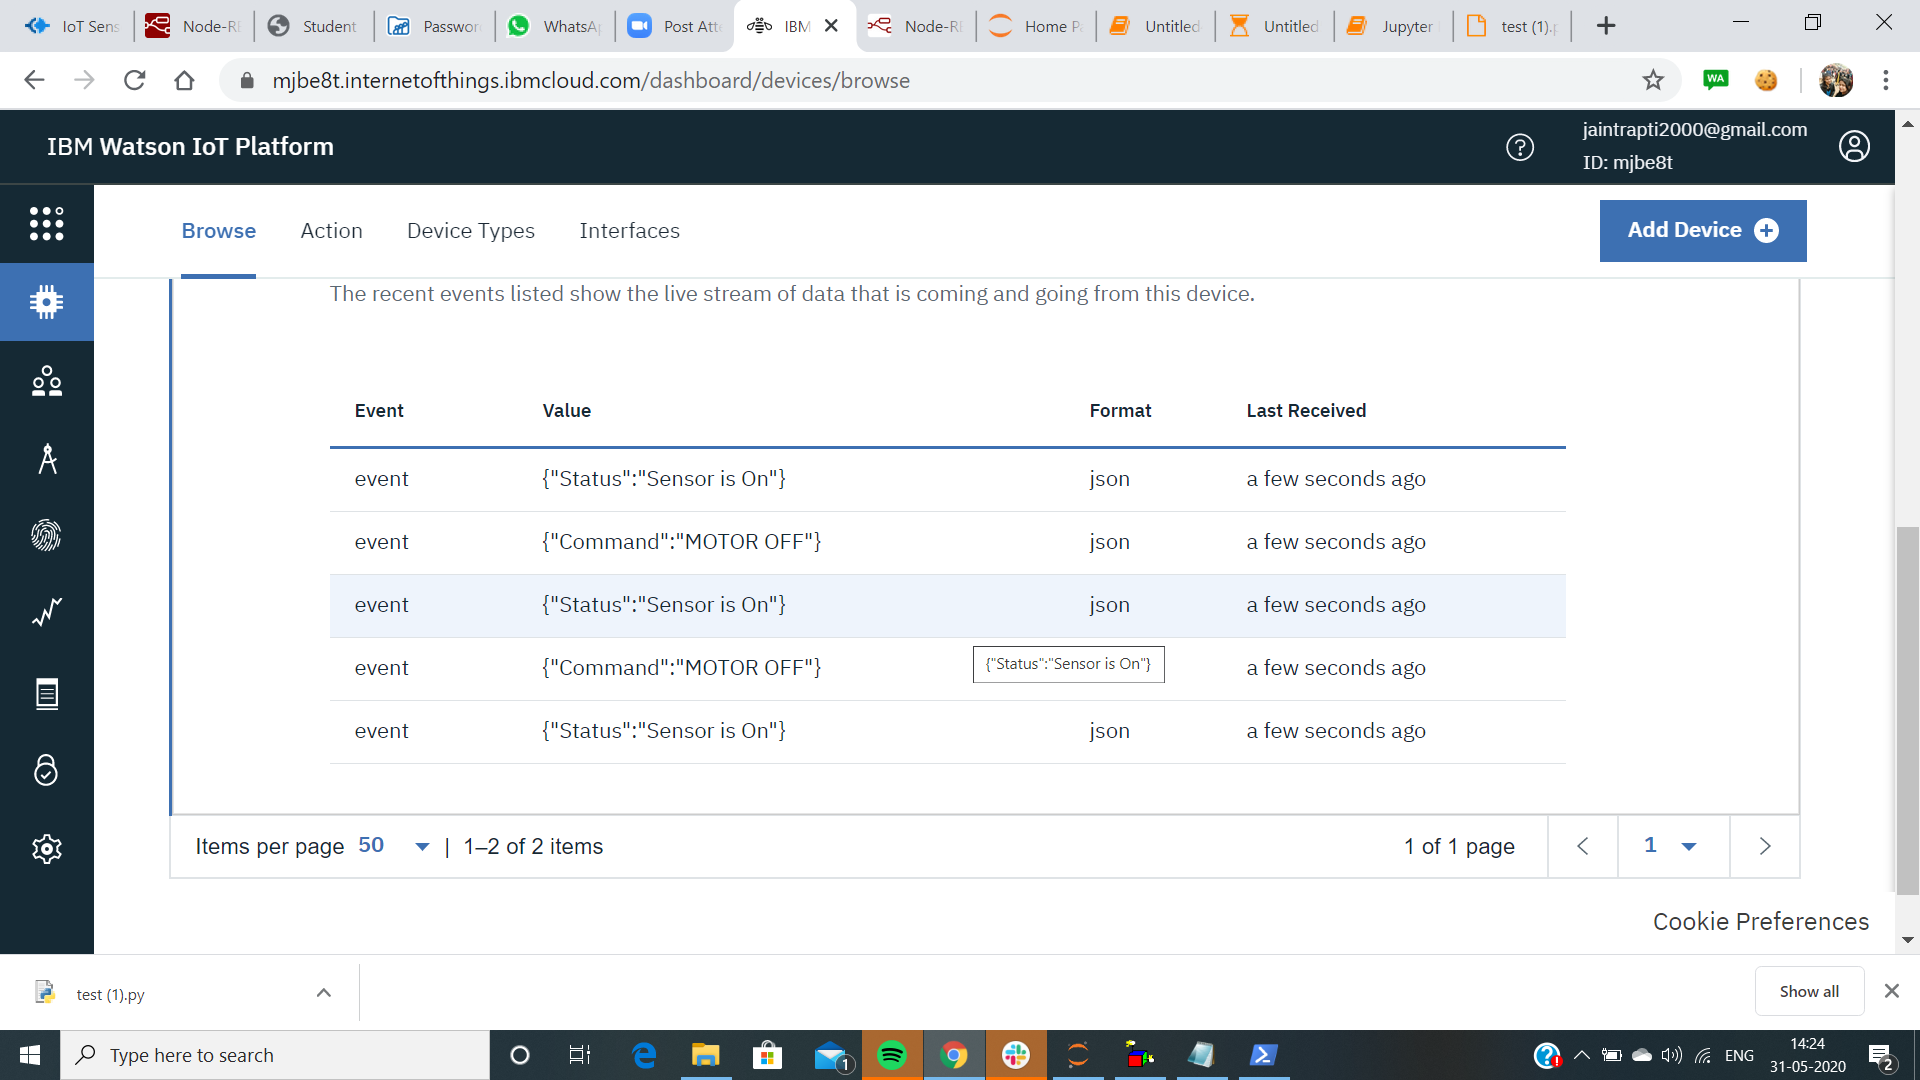 IoT Sens
Node-RE
Student
Passwor
WhatsA
Post Atte
IBM
Node-RE
Home Pa
Untitled
Untitled
Jupyter
test (1).p
mjbe8t.internetofthings.ibmcloud.com/dashboard/devices/browse
WA
IBM Watson IoT Platform
jaintrapti2000@gmail.com
ID: mjbe8t
Browse Action Device Types Interfaces
Add Device
The recent events listed show the live stream of data that is coming and going from this device.
Event Value Format Last Received
event {"Status":"Sensor is On"} json a few seconds ago
event {"Command":"MOTOR OFF"} json a few seconds ago
event {"Status":"Sensor is On"} json a few seconds ago
event {"Command":"MOTOR OFF"} {"Status":"Sensor is On"} a few seconds ago
event {"Status":"Sensor is On"} json a few seconds ago
Items per page 50 | 1–2 of 2 items 1 of 1 page 1
Cookie Preferences
test (1).py
Show all
Type here to search
1
ENG
14:24
31-05-2020
2